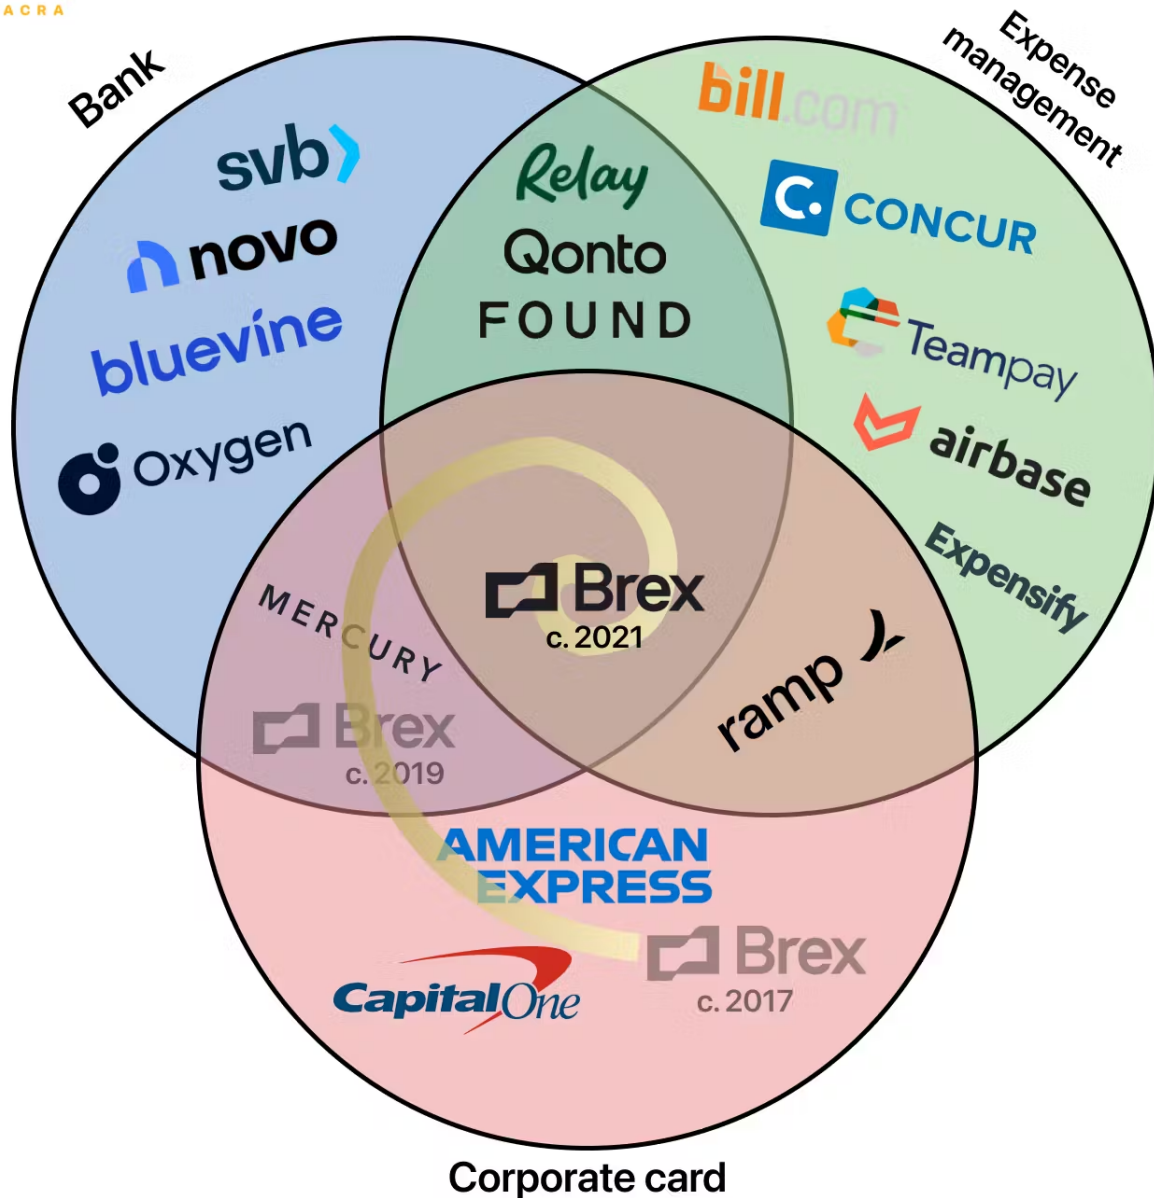 ACRA
Bank
Expense
management
svb
novo
bluevine
Oxygen
Relay
Qonto
FOUND
bill.com
C.
CONCUR
Teampay
airbase
Expensify
MERCURY
Brex
c. 2019
Brex
c. 2021
ramp
AMERICAN
EXPRESS
Brex
c. 2017
CapitalOne
Corporate card